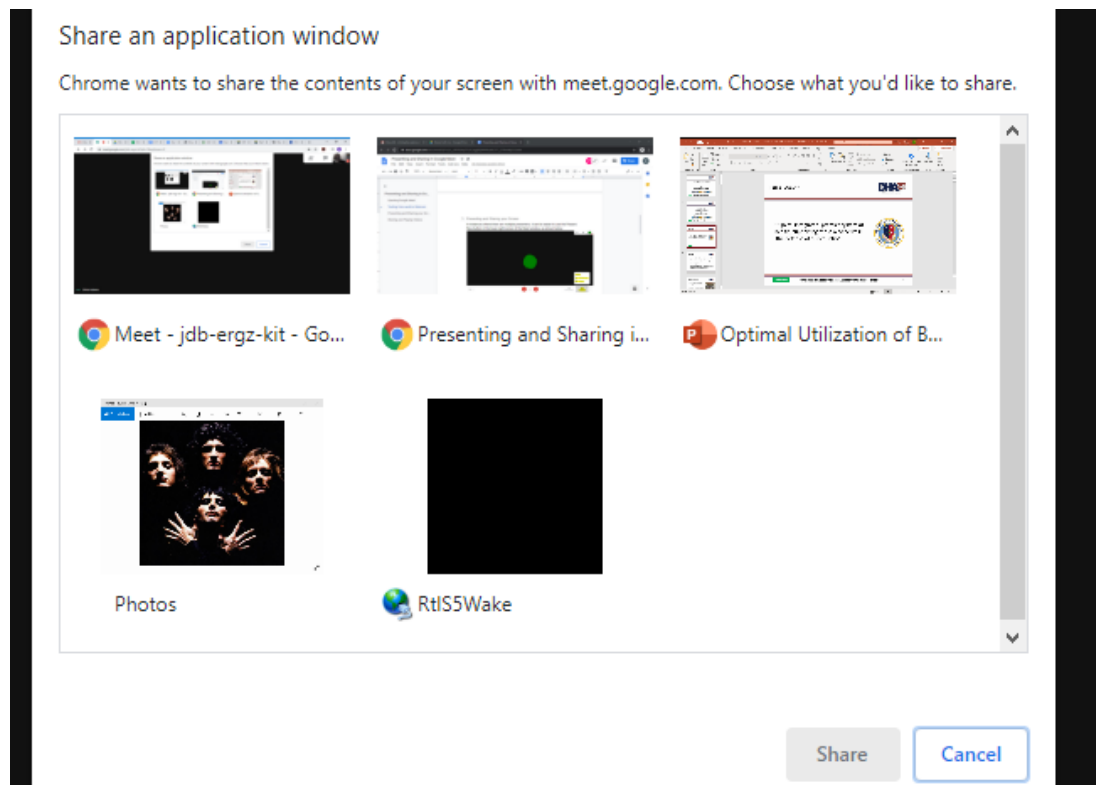 Share an application window
Chrome wants to share the contents of your screen with meet.google.com. Choose what you'd like to share.
DHA
Meet - jdb-ergz-kit - Go...
Presenting and Sharing i...
Optimal Utilization of B...
Photos
RtlS5Wake
Share
Cancel